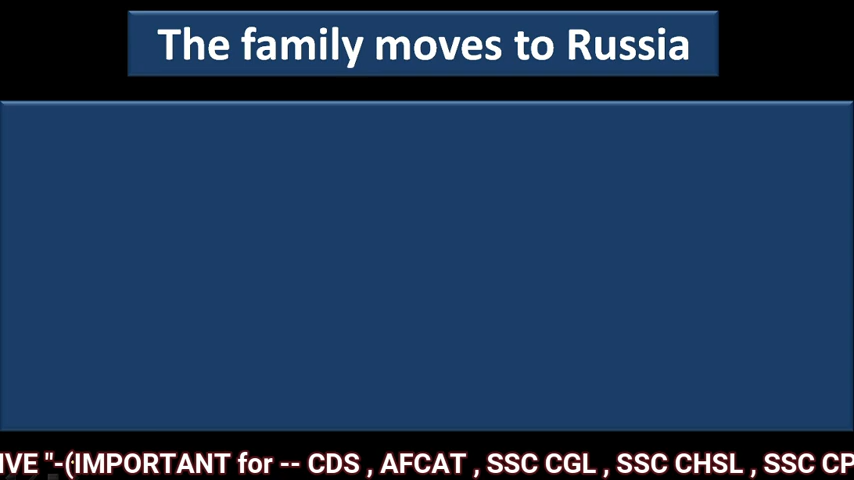 The family moves to Russia
IVE "-(IMPORTANT for -- CDS , AFCAT , SSC CGL , SSC CHSL , SSC CP